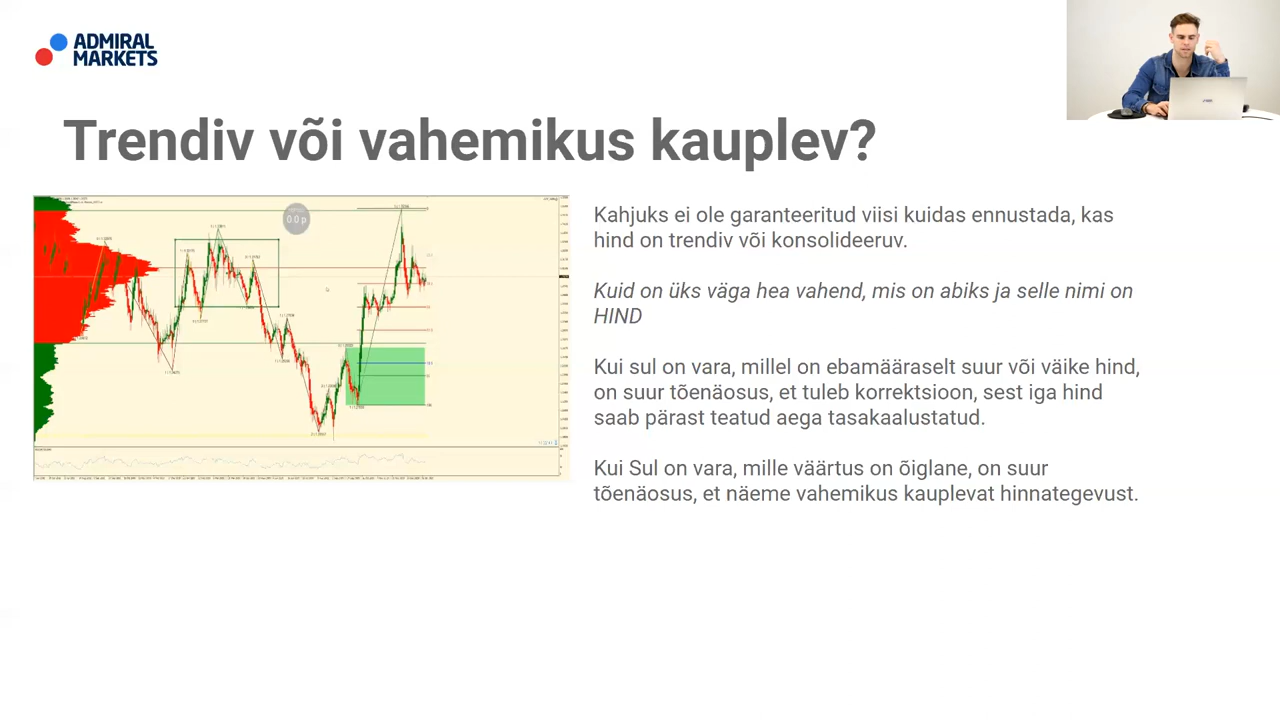 ADMIRAL
MARKETS
Trendiv või vahemikus kauplev?
0.0 p
Kahjuks ei ole garanteeritud viisi kuidas ennustada, kas
hind on trendiv või konsolideeruv.
Kuid on üks väga hea vahend, mis on abiks ja selle nimi on
HIND
Kui sul on vara, millel on ebamääraselt suur või väike hind,
on suur tõenäosus, et tuleb korrektsioon, sest iga hind
saab pärast teatud aega tasakaalustatud.
Kui Sul on vara, mille väärtus on õiglane, on suur
tõenäosus, et näeme vahemikus kauplevat hinnategevust.